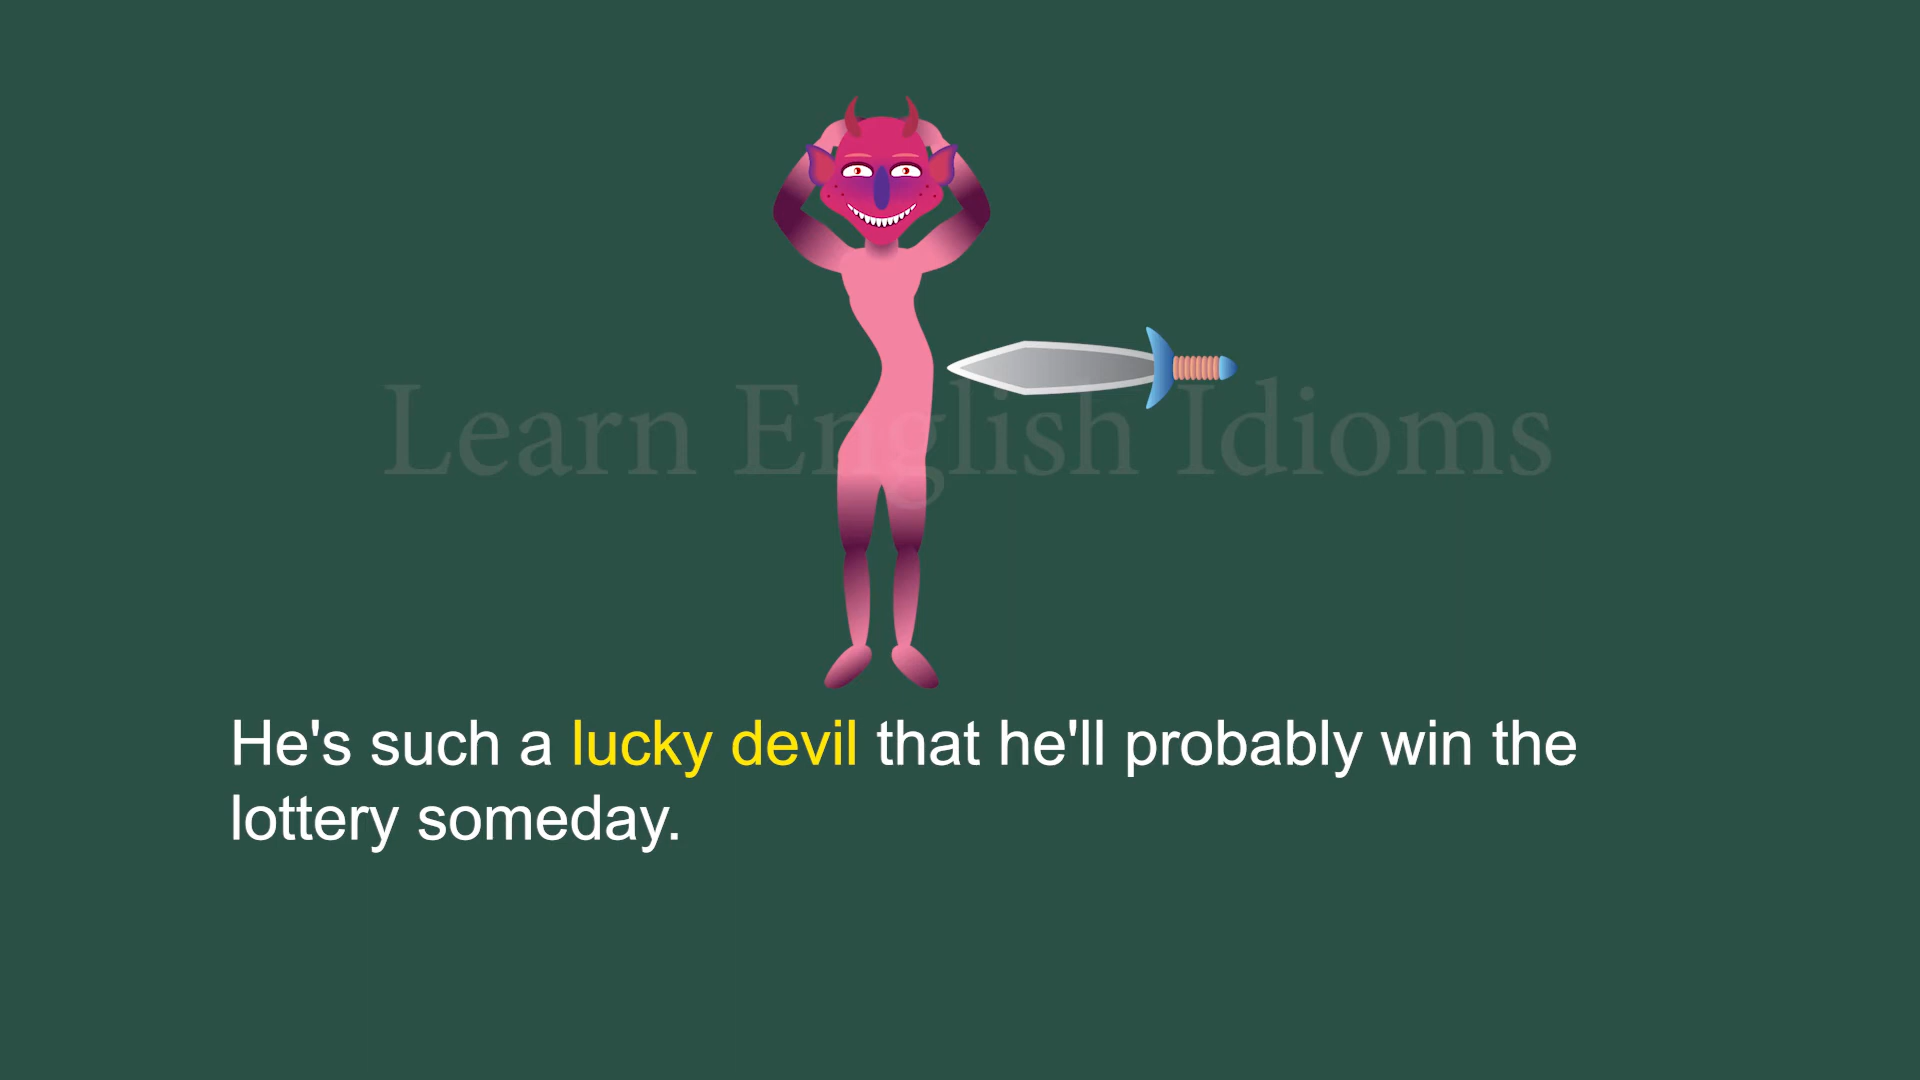 Learn English Idioms
He's such a lucky devil that he'll probably win the
lottery someday.